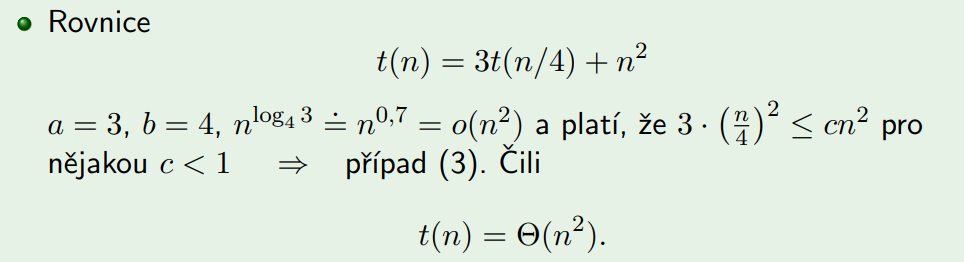 Rovnice
t(n) = 3t(n/4) + n²
a = 3, b = 4, n^{log₄ 3} ≐ n^{0,7} = o(n²) a platí, že 3 · (n/4)² ≤ cn² pro
nějakou c < 1 ⇒ případ (3). Čili
t(n) = Θ(n²).